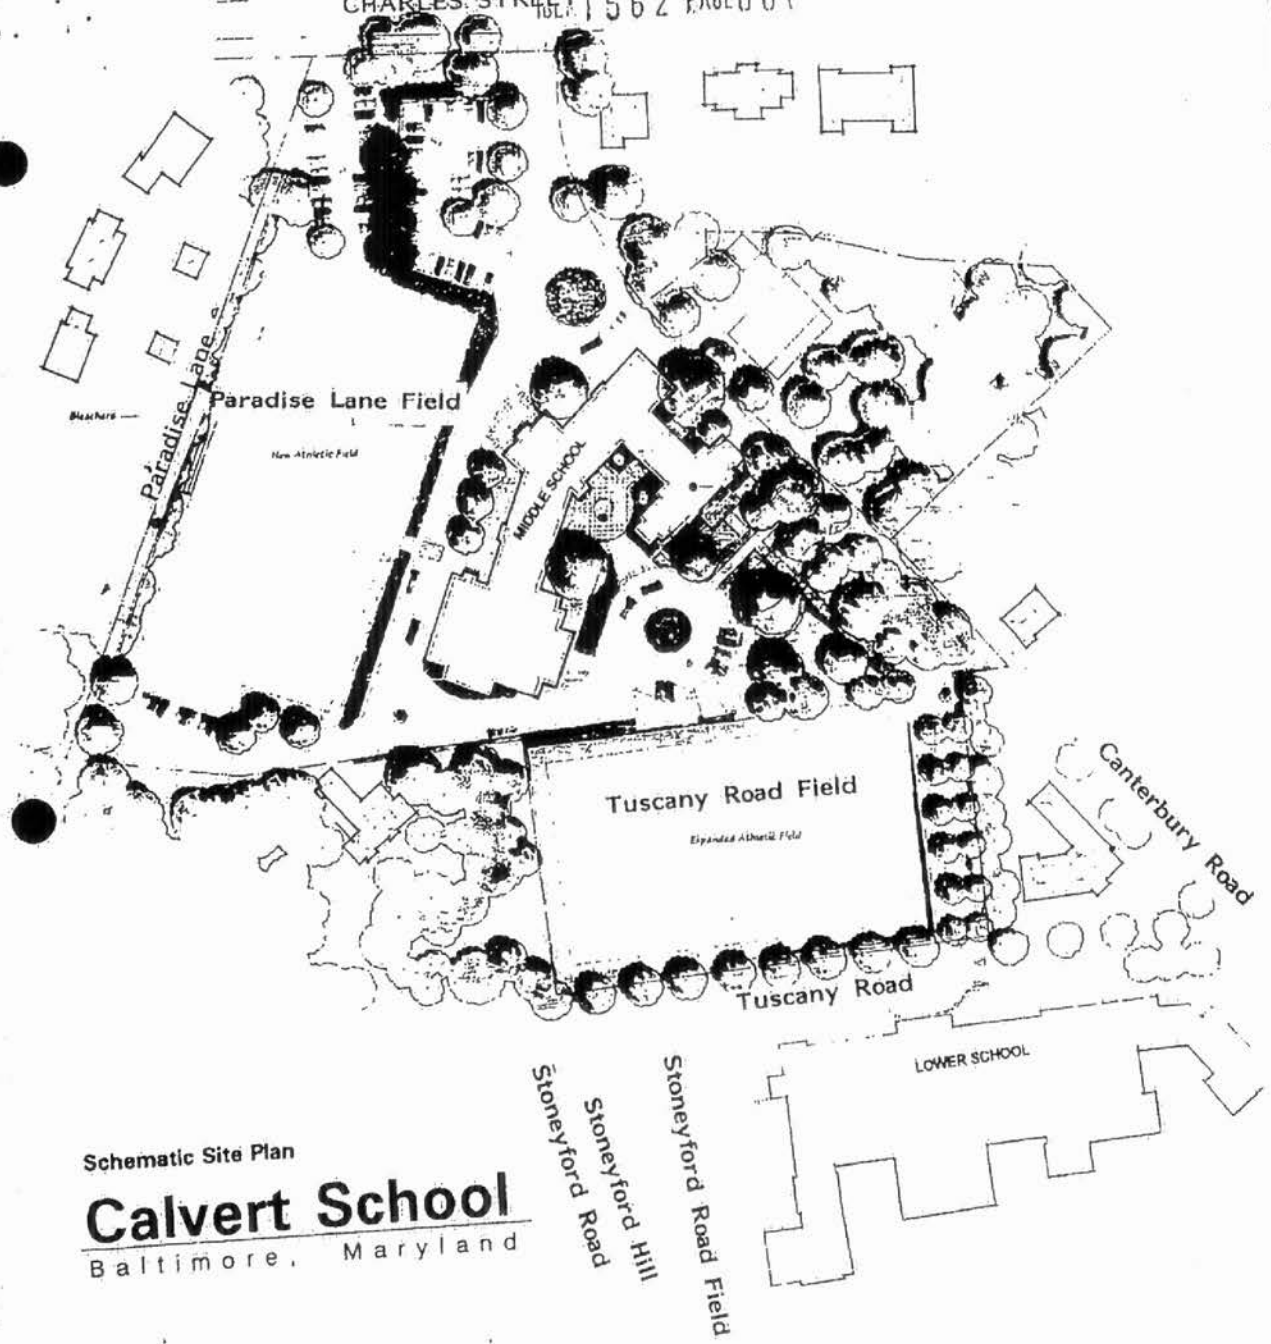 CHARLES STREET
1562
Paradise Lane
Paradise Lane Field
Bleachers
New Athletic Field
MIDDLE SCHOOL
Tuscany Road Field
Expanded Athletic Field
Canterbury Road
Tuscany Road
LOWER SCHOOL
Stoneyford Road
Stoneyford Hill
Stoneyford Road Field
Schematic Site Plan
Calvert School
Baltimore, Maryland